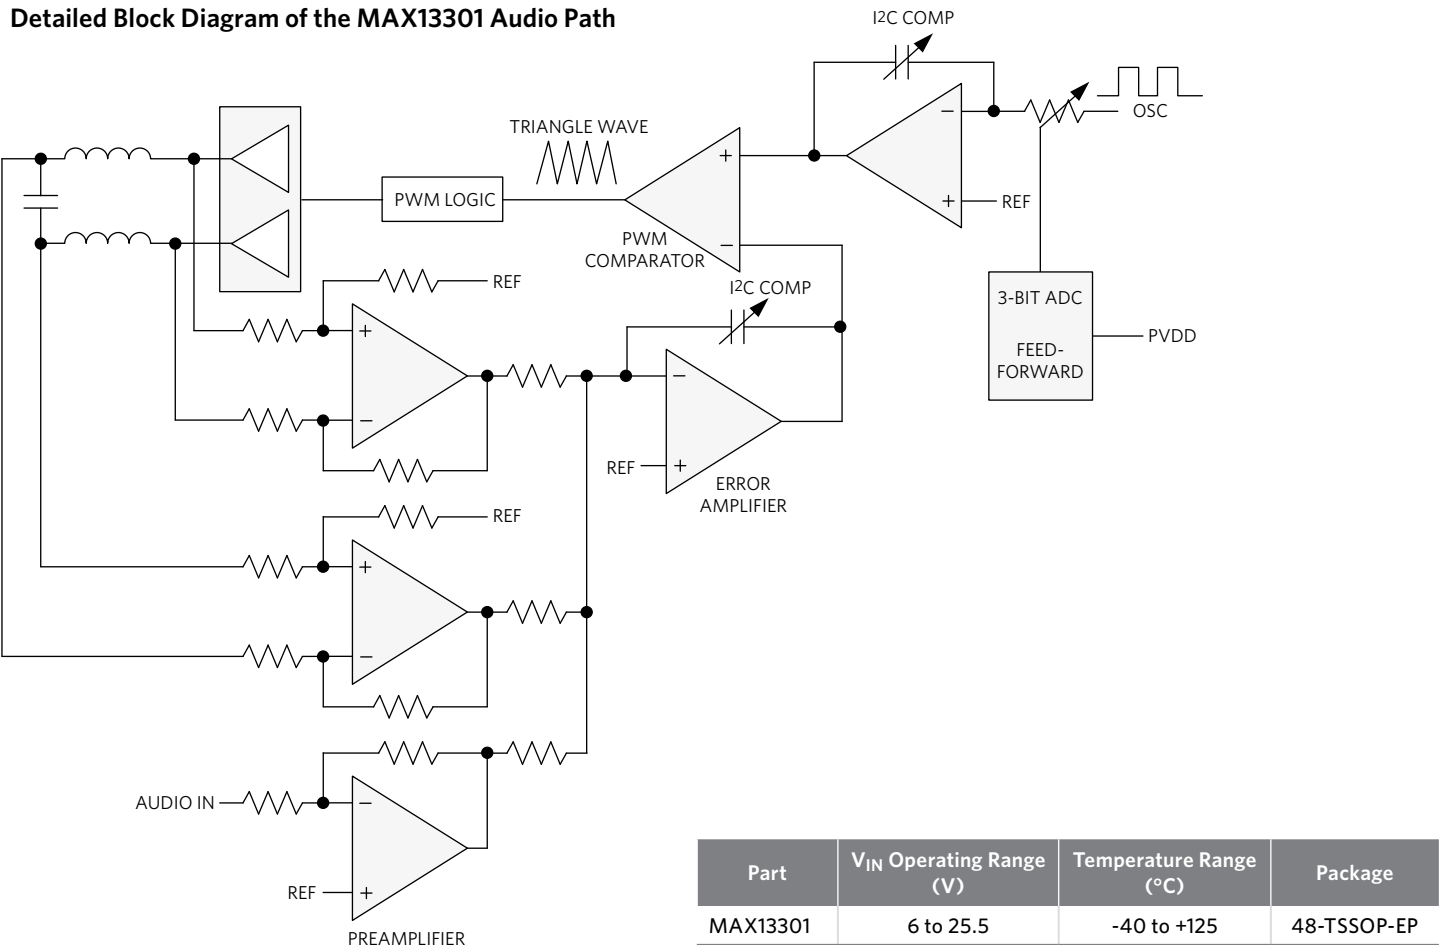 Detailed Block Diagram of the MAX13301 Audio Path
I2C COMP
−
OSC
TRIANGLE WAVE
+
+
REF
PWM LOGIC
PWM
COMPARATOR
−
REF
I2C COMP
3-BIT ADC
FEED-
FORWARD
PVDD
+
−
−
REF
+
ERROR
AMPLIFIER
REF
+
−
AUDIO IN
−
REF
+
PREAMPLIFIER
Part
VIN Operating Range
(V)
Temperature Range
(°C)
Package
MAX13301
6 to 25.5
-40 to +125
48-TSSOP-EP